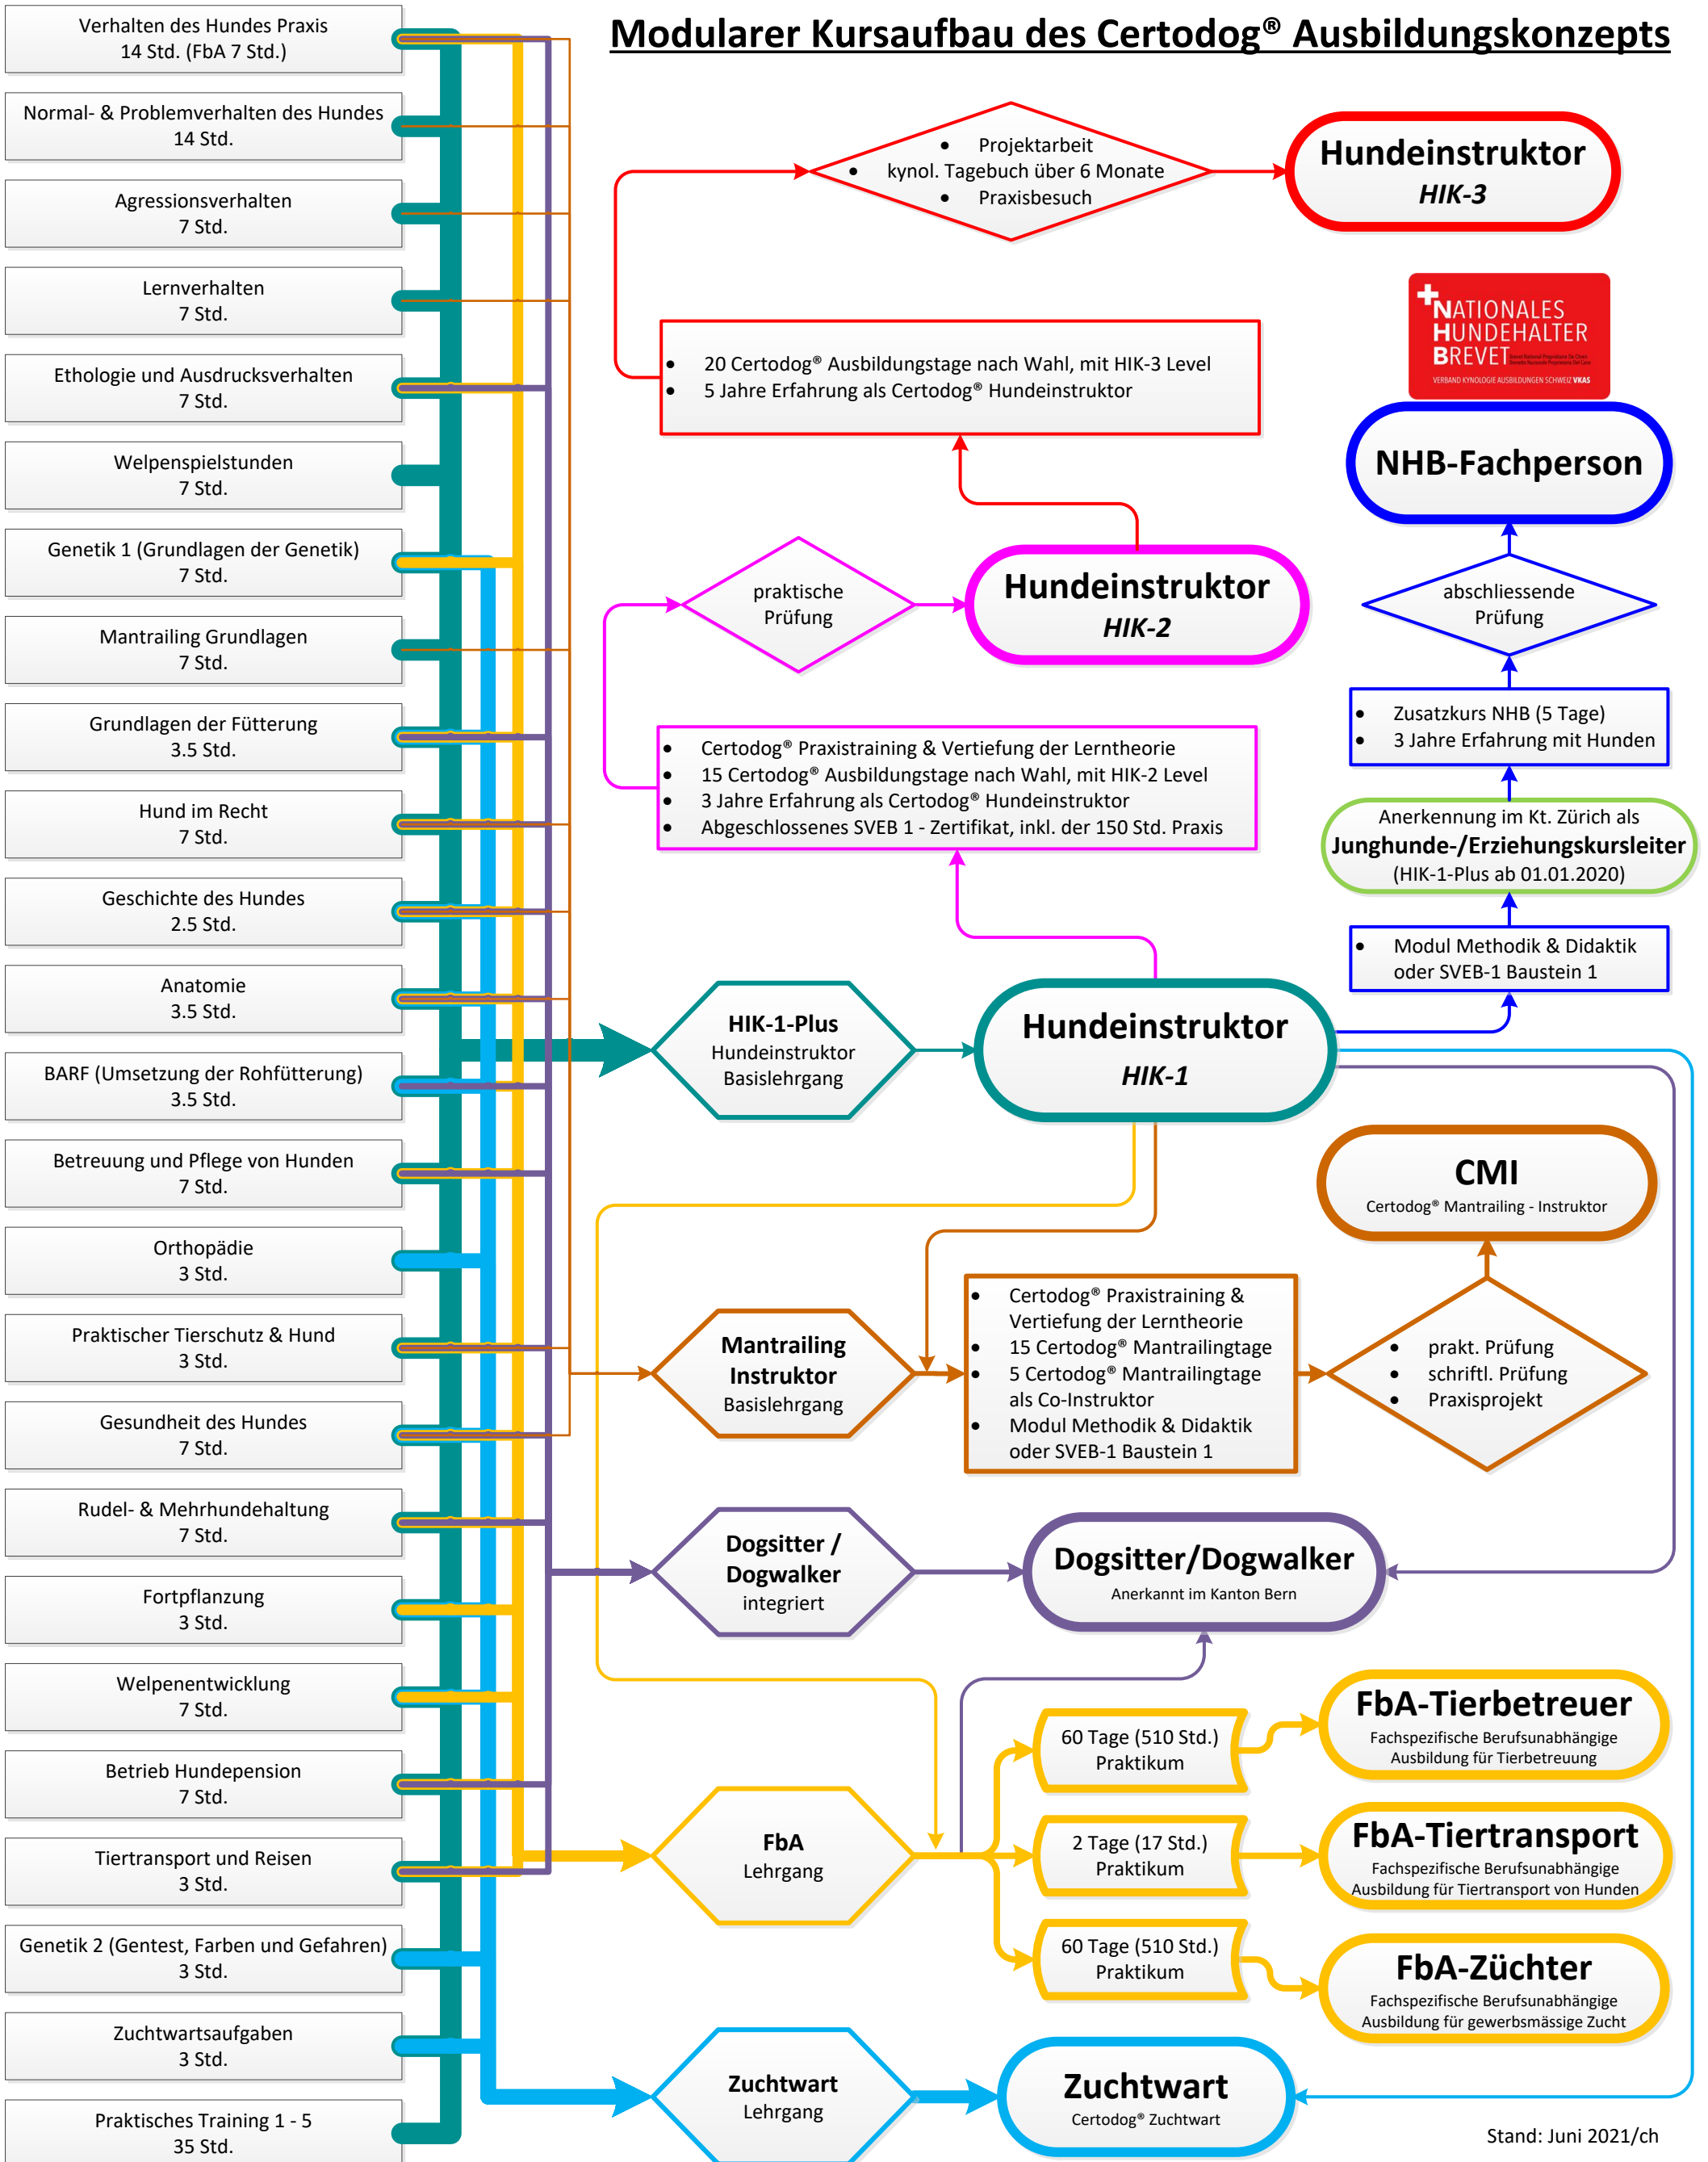 Modularer Kursaufbau des Certodog® Ausbildungskonzepts
Verhalten des Hundes Praxis
14 Std. (FbA 7 Std.)
Normal- & Problemverhalten des Hundes
14 Std.
Agressionsverhalten
7 Std.
Lernverhalten
7 Std.
Ethologie und Ausdrucksverhalten
7 Std.
Welpenspielstunden
7 Std.
Genetik 1 (Grundlagen der Genetik)
7 Std.
Mantrailing Grundlagen
7 Std.
Grundlagen der Fütterung
3.5 Std.
Hund im Recht
7 Std.
Geschichte des Hundes
2.5 Std.
Anatomie
3.5 Std.
BARF (Umsetzung der Rohfütterung)
3.5 Std.
Betreuung und Pflege von Hunden
7 Std.
Orthopädie
3 Std.
Praktischer Tierschutz & Hund
3 Std.
Gesundheit des Hundes
7 Std.
Rudel- & Mehrhundehaltung
7 Std.
Fortpflanzung
3 Std.
Welpenentwicklung
7 Std.
Betrieb Hundepension
7 Std.
Tiertransport und Reisen
3 Std.
Genetik 2 (Gentest, Farben und Gefahren)
3 Std.
Zuchtwartsaufgaben
3 Std.
Praktisches Training 1 - 5
35 Std.
• Projektarbeit
• kynol. Tagebuch über 6 Monate
• Praxisbesuch
Hundeinstruktor
HIK-3
• 20 Certodog® Ausbildungstage nach Wahl, mit HIK-3 Level
• 5 Jahre Erfahrung als Certodog® Hundeinstruktor
NATIONALES
HUNDEHALTER
BREVET
VERBAND KYNOLOGIE AUSBILDUNGEN SCHWEIZ VKAS
NHB-Fachperson
abschliessende
Prüfung
• Zusatzkurs NHB (5 Tage)
• 3 Jahre Erfahrung mit Hunden
Anerkennung im Kt. Zürich als
Junghunde-/Erziehungskursleiter
(HIK-1-Plus ab 01.01.2020)
• Modul Methodik & Didaktik
oder SVEB-1 Baustein 1
praktische
Prüfung
Hundeinstruktor
HIK-2
• Certodog® Praxistraining & Vertiefung der Lerntheorie
• 15 Certodog® Ausbildungstage nach Wahl, mit HIK-2 Level
• 3 Jahre Erfahrung als Certodog® Hundeinstruktor
• Abgeschlossenes SVEB 1 - Zertifikat, inkl. der 150 Std. Praxis
HIK-1-Plus
Hundeinstruktor
Basislehrgang
Hundeinstruktor
HIK-1
CMI
Certodog® Mantrailing - Instruktor
Mantrailing
Instruktor
Basislehrgang
• Certodog® Praxistraining &
Vertiefung der Lerntheorie
• 15 Certodog® Mantrailingtage
• 5 Certodog® Mantrailingtage
als Co-Instruktor
• Modul Methodik & Didaktik
oder SVEB-1 Baustein 1
• prakt. Prüfung
• schriftl. Prüfung
• Praxisprojekt
Dogsitter /
Dogwalker
integriert
Dogsitter/Dogwalker
Anerkannt im Kanton Bern
FbA
Lehrgang
60 Tage (510 Std.)
Praktikum
FbA-Tierbetreuer
Fachspezifische Berufsunabhängige
Ausbildung für Tierbetreuung
2 Tage (17 Std.)
Praktikum
FbA-Tiertransport
Fachspezifische Berufsunabhängige
Ausbildung für Tiertransport von Hunden
60 Tage (510 Std.)
Praktikum
FbA-Züchter
Fachspezifische Berufsunabhängige
Ausbildung für gewerbsmässige Zucht
Zuchtwart
Lehrgang
Zuchtwart
Certodog® Zuchtwart
Stand: Juni 2021/ch